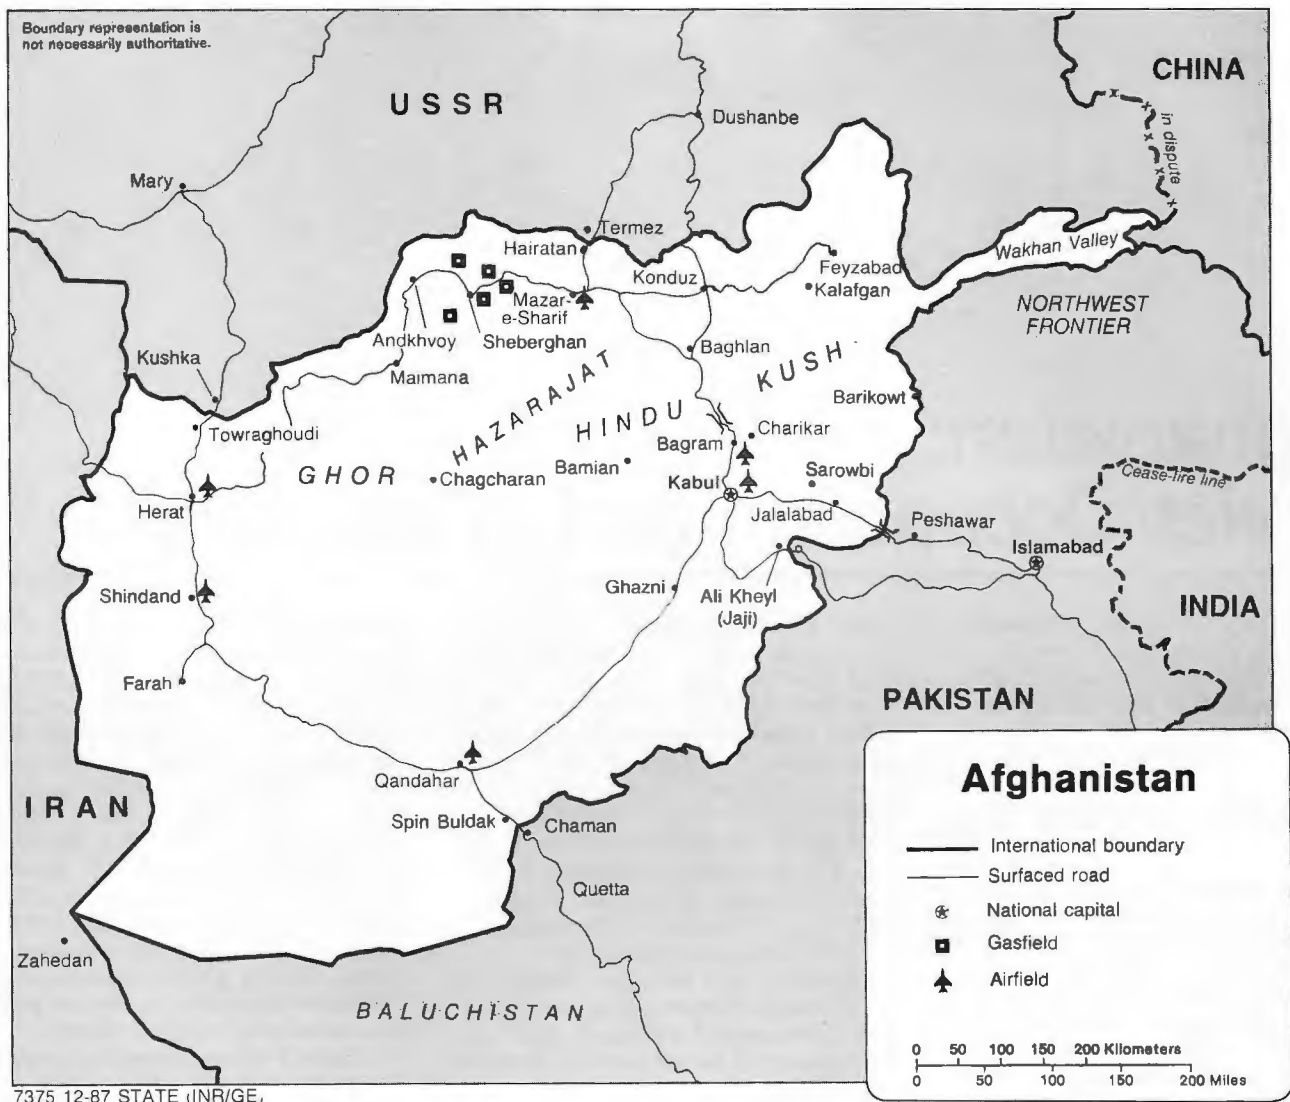 Boundary representation is
not necessarily authoritative.
USSR
CHINA
in dispute
Dushanbe
Mary
Termez
Hairatan
Wakhan Valley
Feyzabad
Konduz
Kalafgan
NORTHWEST
FRONTIER
Mazar-
e-Sharif
Andkhvoy
Sheberghan
Baghlan
Kushka
Maimana
KUSH
HAZARAJAT
HINDU
Barikowt
Towraghoudi
Charikar
Bagram
GHOR
Chagcharan
Bamian
Sarowbi
Kabul
Cease-fire line
Herat
Jalalabad
Peshawar
Islamabad
Shindand
Ghazni
Ali Kheyl
(Jaji)
INDIA
Farah
PAKISTAN
Qandahar
IRAN
Spin Buldak
Chaman
Quetta
Zahedan
BALUCHISTAN
Afghanistan
International boundary
Surfaced road
National capital
Gasfield
Airfield
0 50 100 150 200 Kilometers
0 50 100 150 200 Miles
7375 12-87 STATE (INR/GE)